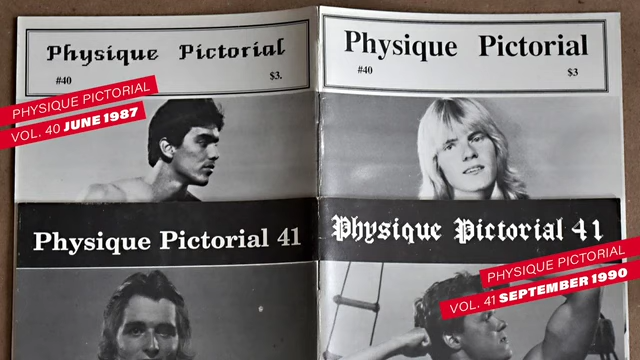 Physique Pictorial
#40
$3.
Physique Pictorial
#40
$3
PHYSIQUE PICTORIAL
VOL. 40 JUNE 1987
Physique Pictorial 41
Physique Pictorial 41
PHYSIQUE PICTORIAL
VOL. 41 SEPTEMBER 1990